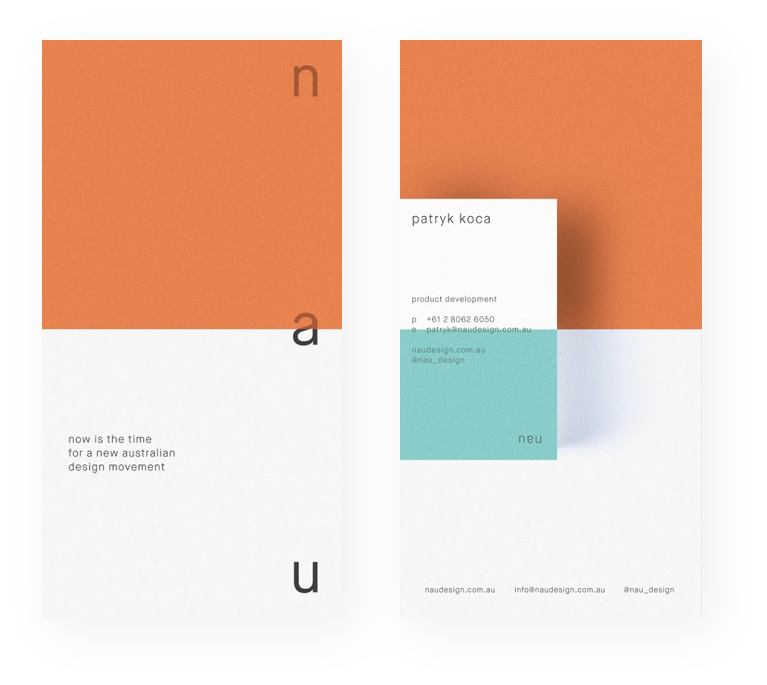 n
a
u
now is the time
for a new australian
design movement
patryk koca
product development
p +61 2 8062 6050
e patryk@naudesign.com.au
naudesign.com.au
@nau_design
nau
naudesign.com.au info@naudesign.com.au @nau_design